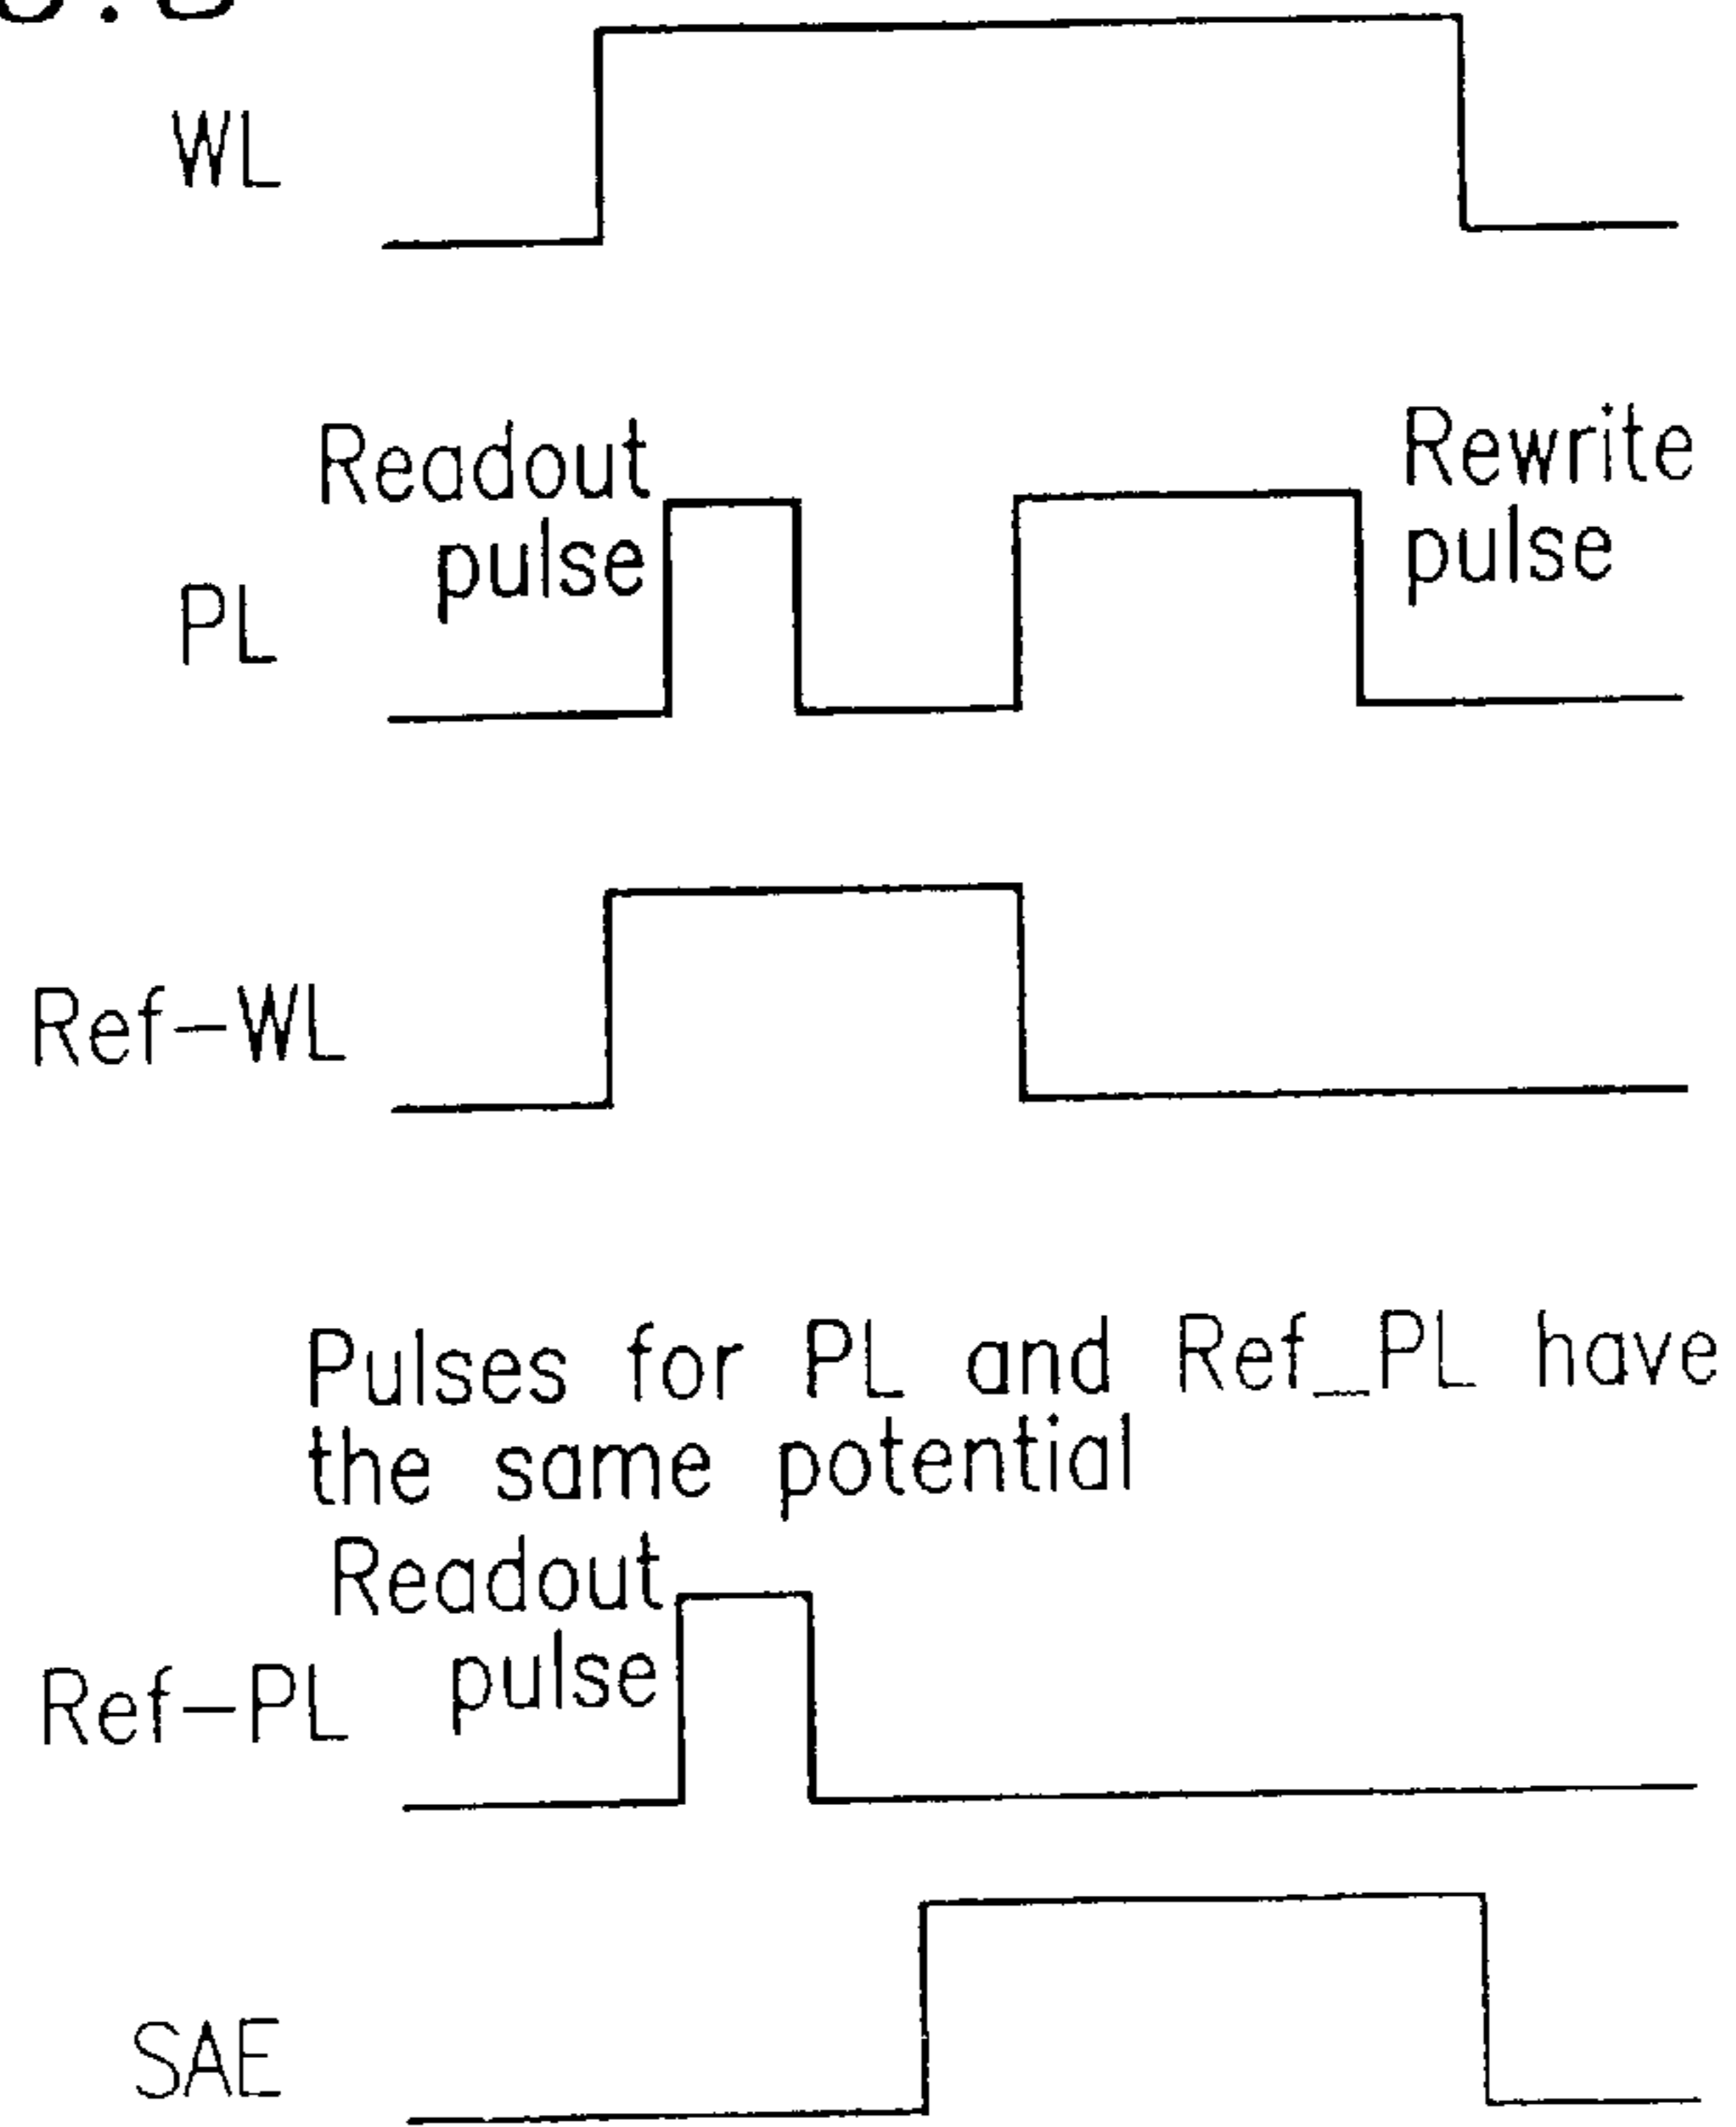 WL
Readout
pulse
Rewrite
pulse
PL
Ref-WL
Pulses for PL and Ref_PL have
the same potential
Readout
pulse
Ref-PL
SAE